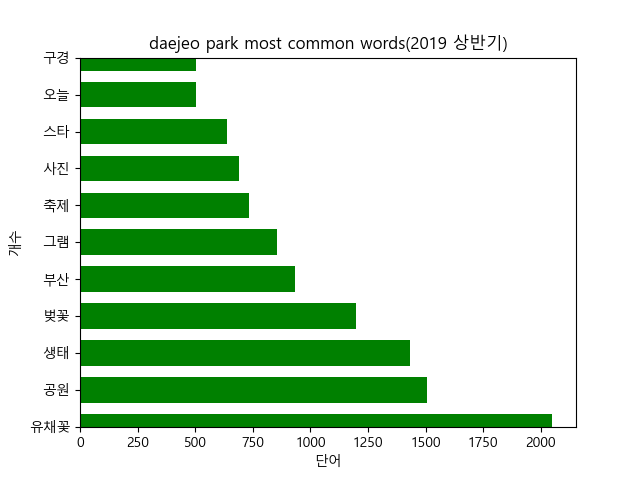 daejeo park most common words(2019 상반기)
구경
오늘
스타
사진
축제
그램
부산
벚꽃
생태
공원
유채꽃
개수
0 250 500 750 1000 1250 1500 1750 2000
단어